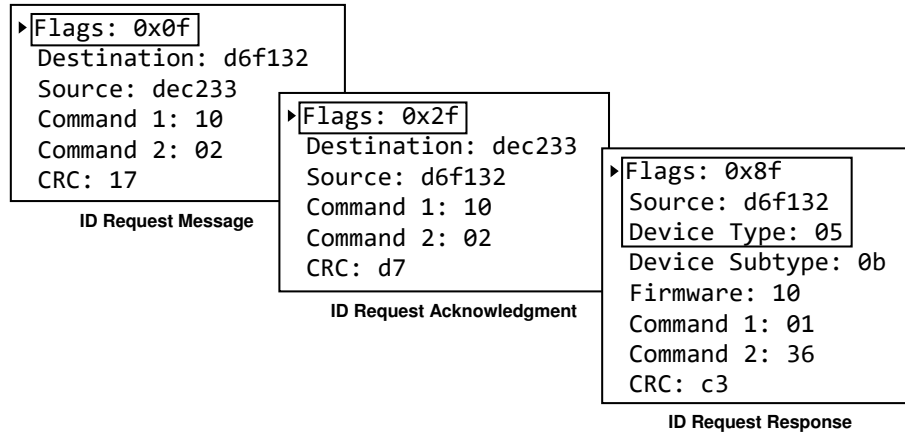 Flags: 0x0f
Destination: d6f132
Source: dec233
Command 1: 10
Command 2: 02
CRC: 17
ID Request Message
Flags: 0x2f
Destination: dec233
Source: d6f132
Command 1: 10
Command 2: 02
CRC: d7
ID Request Acknowledgment
Flags: 0x8f
Source: d6f132
Device Type: 05
Device Subtype: 0b
Firmware: 10
Command 1: 01
Command 2: 36
CRC: c3
ID Request Response